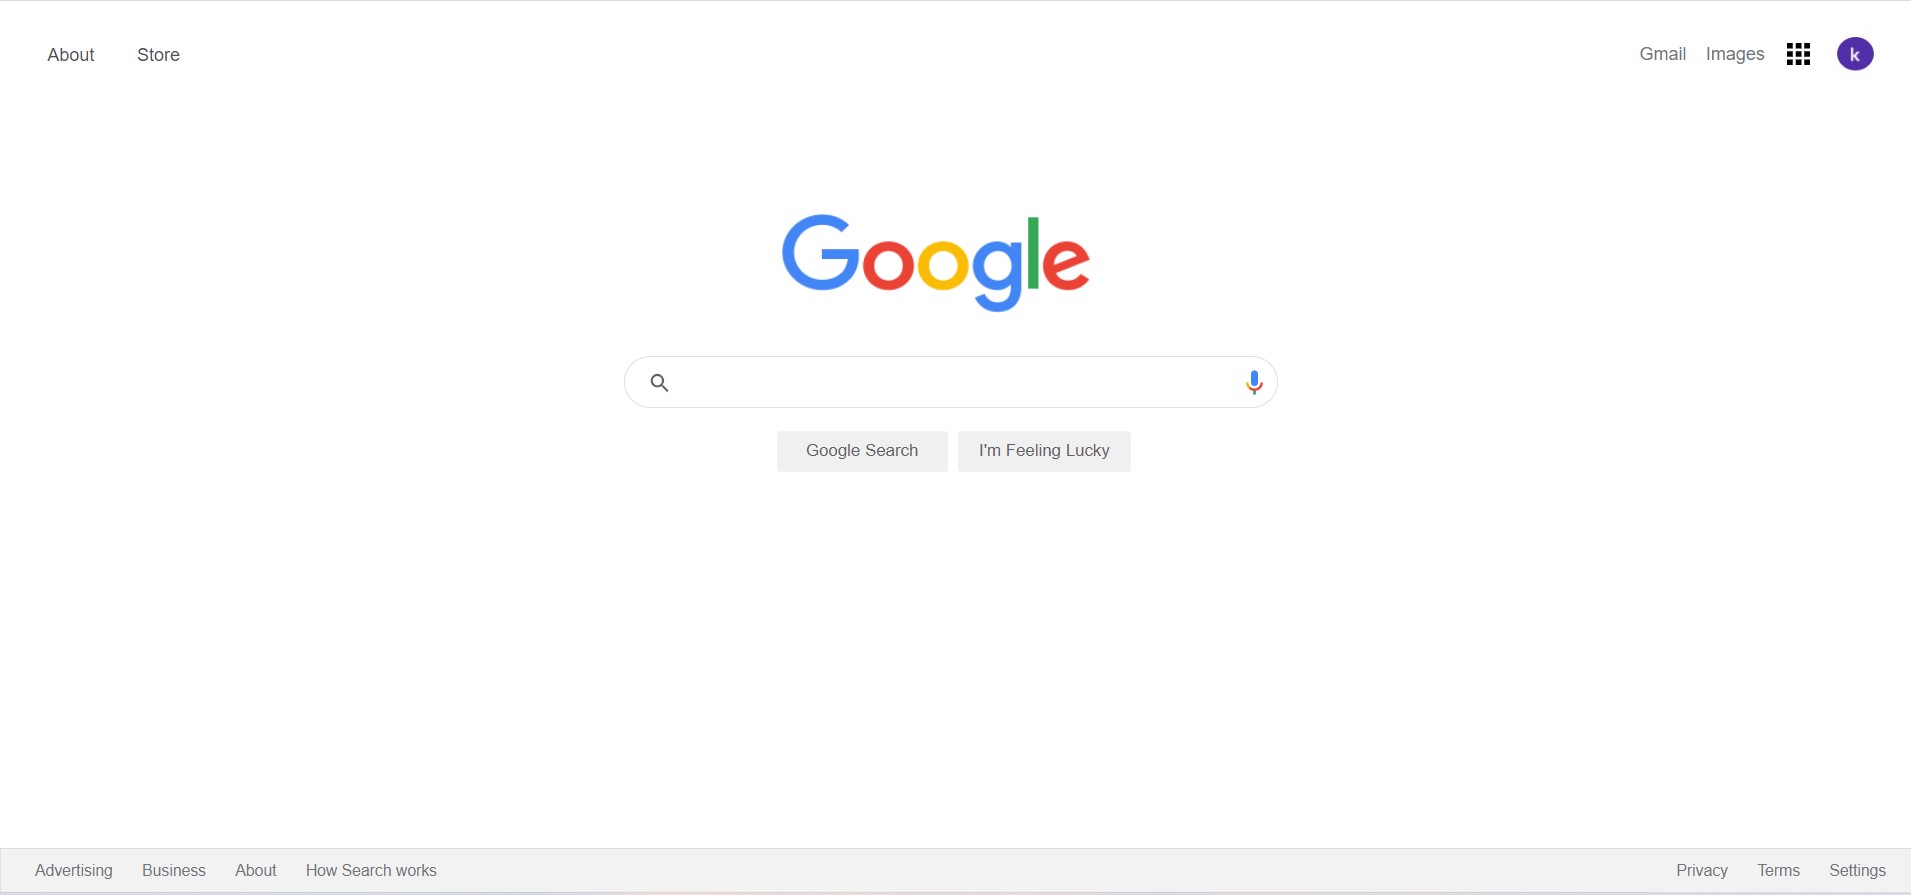 About Store Gmail Images k
Google
Google Search I'm Feeling Lucky
Advertising Business About How Search works Privacy Terms Settings